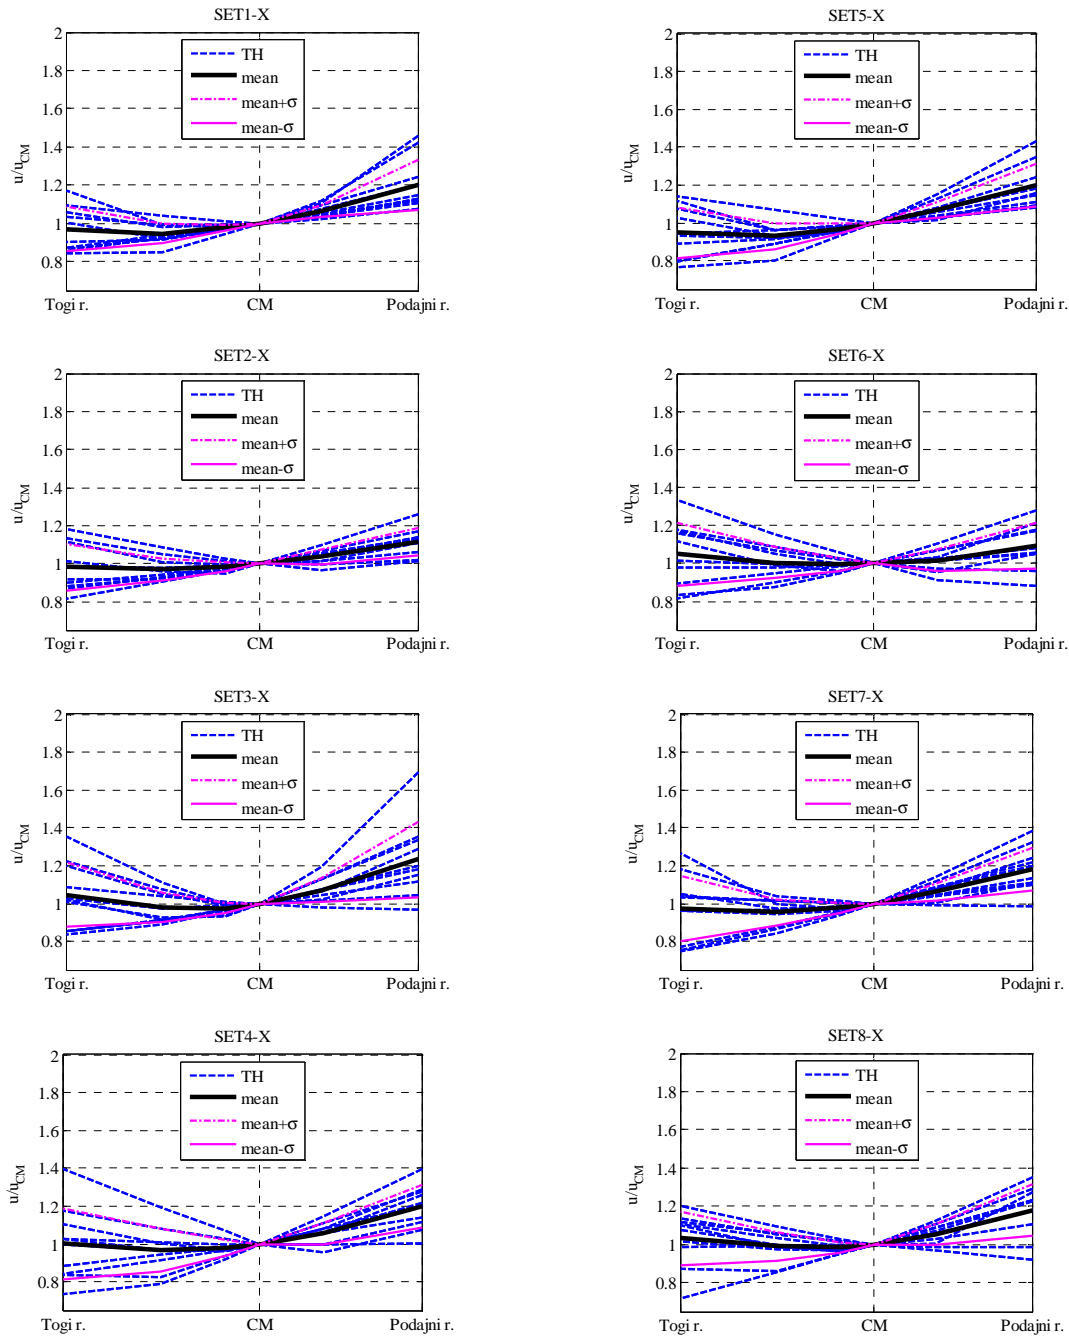 SET1-X
2
1.8
1.6
1.4
1.2
1
0.8
u/uCM
TH
mean
mean+σ
mean-σ
Togi r.
CM
Podajni r.
SET5-X
2
1.8
1.6
1.4
1.2
1
0.8
u/uCM
TH
mean
mean+σ
mean-σ
Togi r.
CM
Podajni r.
SET2-X
2
1.8
1.6
1.4
1.2
1
0.8
u/uCM
TH
mean
mean+σ
mean-σ
Togi r.
CM
Podajni r.
SET6-X
2
1.8
1.6
1.4
1.2
1
0.8
u/uCM
TH
mean
mean+σ
mean-σ
Togi r.
CM
Podajni r.
SET3-X
2
1.8
1.6
1.4
1.2
1
0.8
u/uCM
TH
mean
mean+σ
mean-σ
Togi r.
CM
Podajni r.
SET7-X
2
1.8
1.6
1.4
1.2
1
0.8
u/uCM
TH
mean
mean+σ
mean-σ
Togi r.
CM
Podajni r.
SET4-X
2
1.8
1.6
1.4
1.2
1
0.8
u/uCM
TH
mean
mean+σ
mean-σ
Togi r.
CM
Podajni r.
SET8-X
2
1.8
1.6
1.4
1.2
1
0.8
u/uCM
TH
mean
mean+σ
mean-σ
Togi r.
CM
Podajni r.